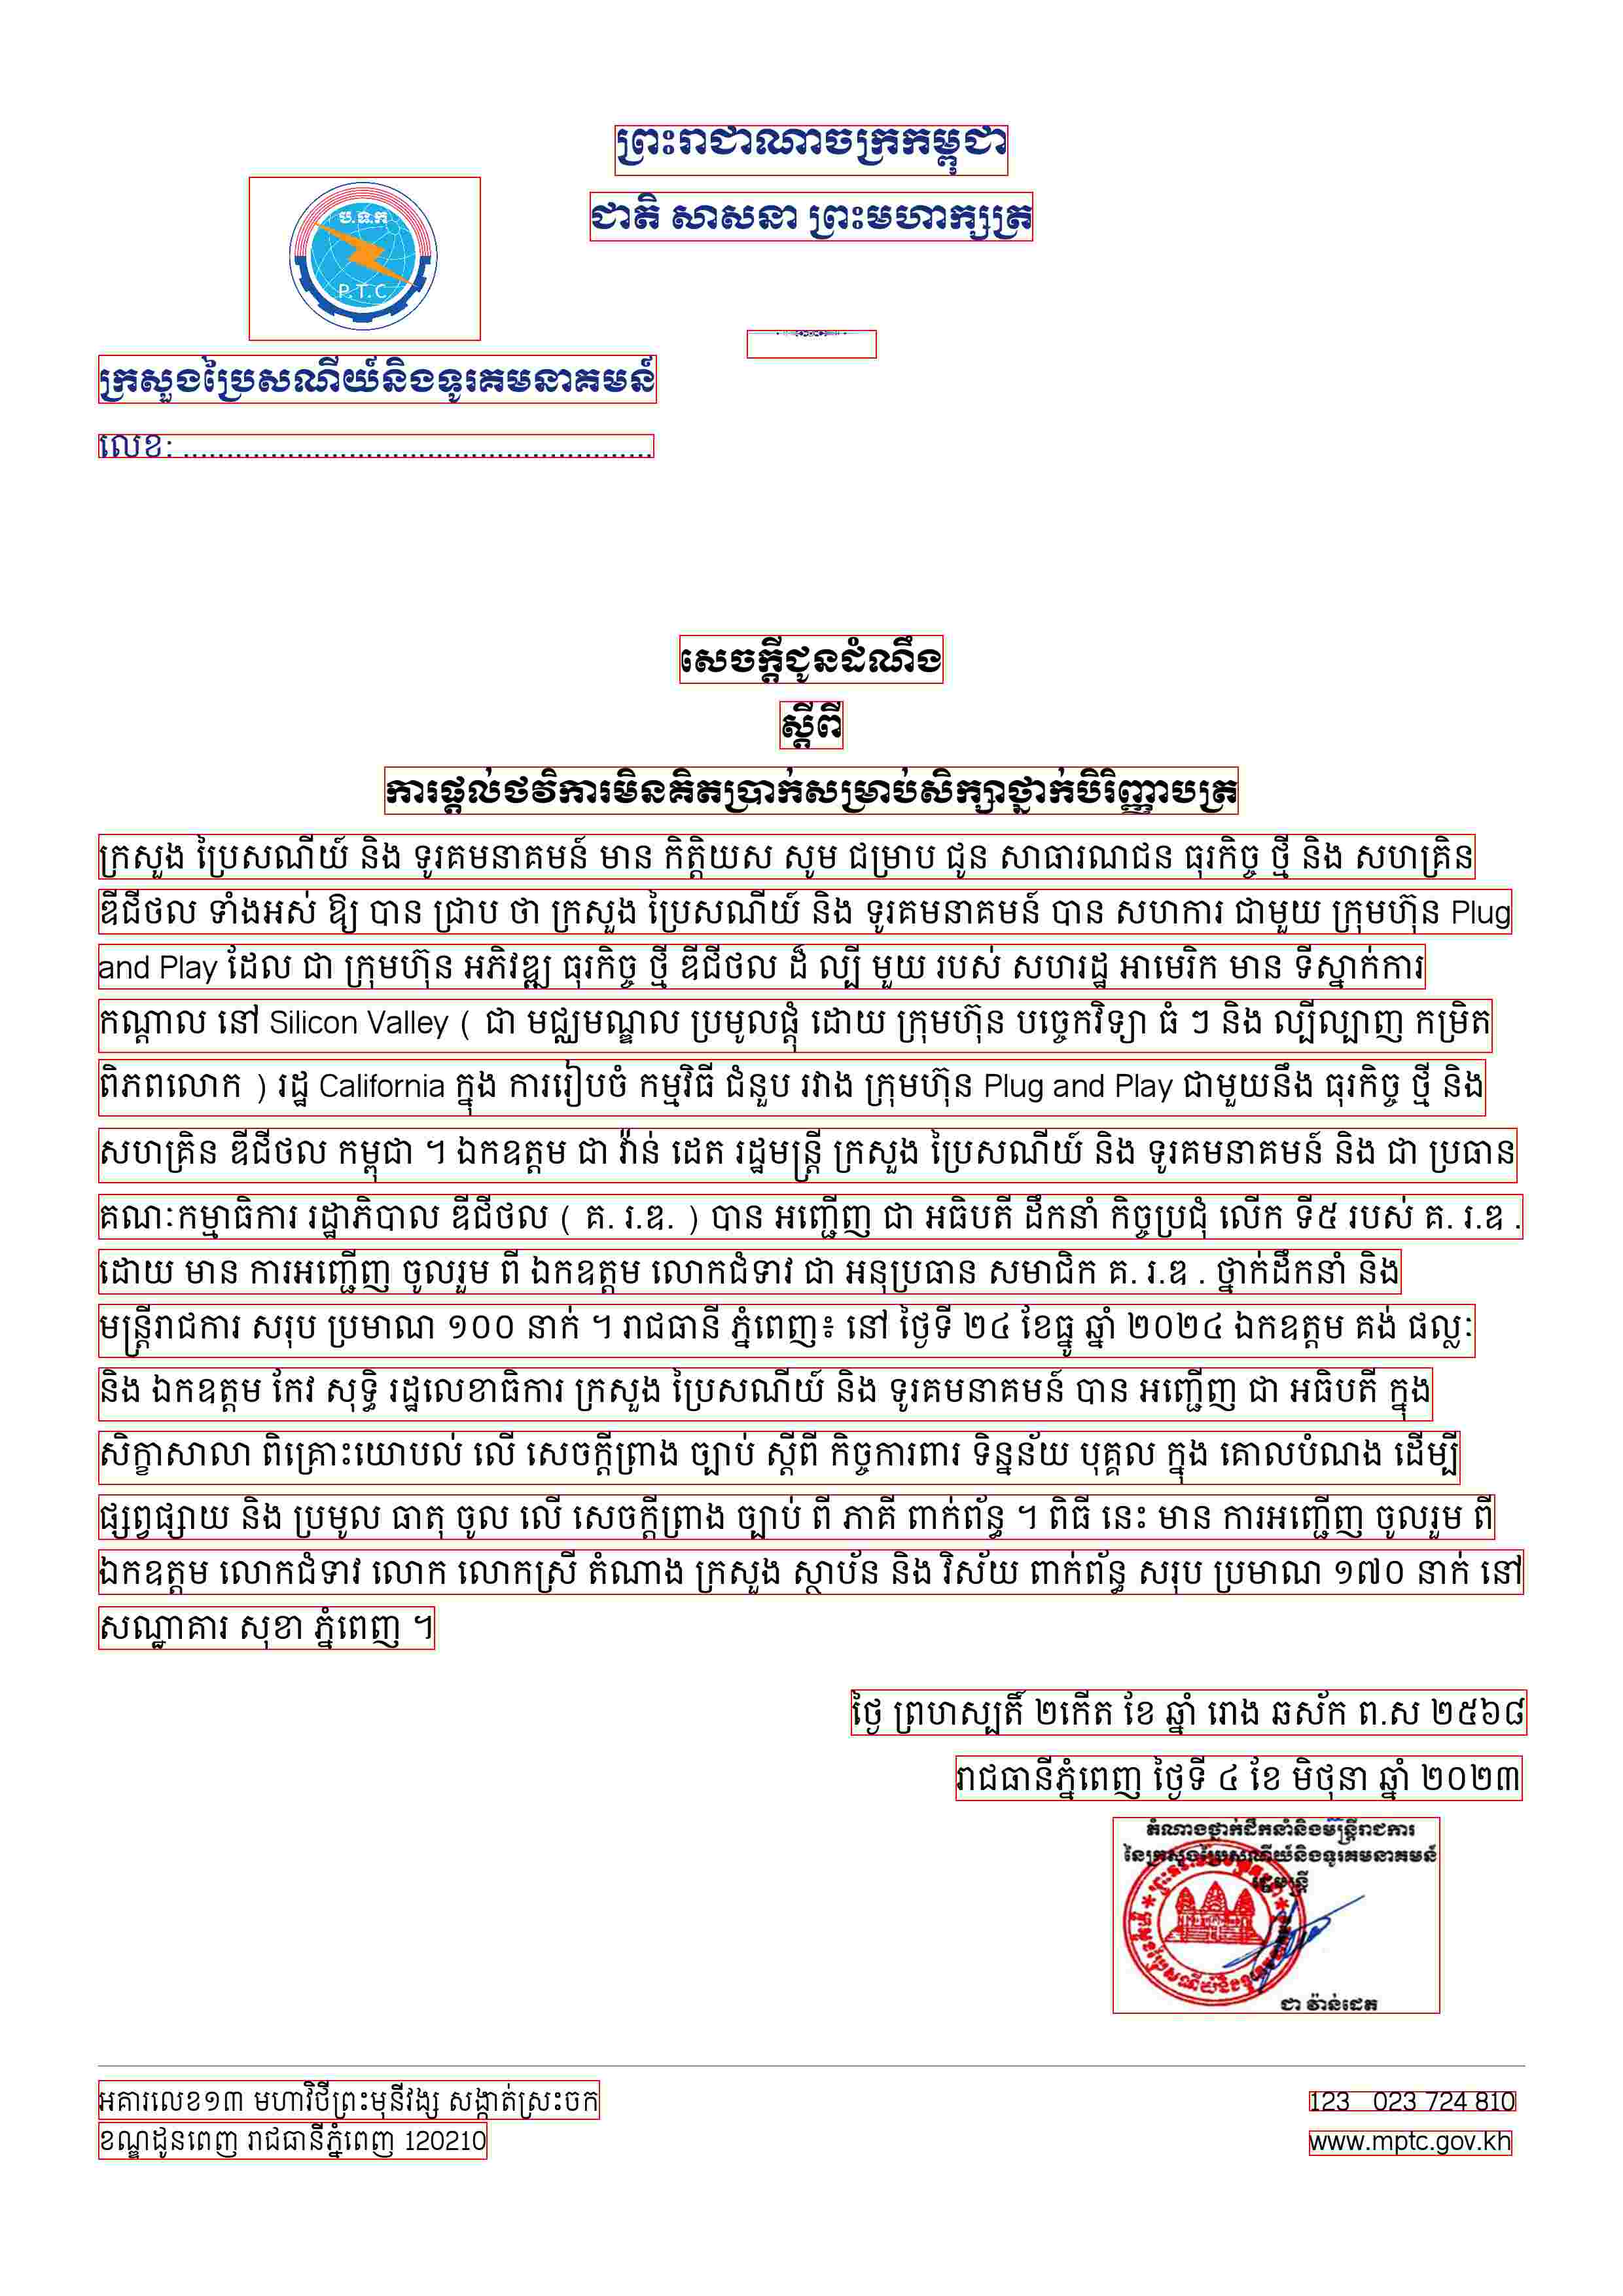 ព្រះរាជាណាចក្រកម្ពុជា
ជាតិ សាសនា ព្រះមហាក្សត្រ
ប.ទ.ក
P.T.C
ក្រសួងប្រៃសណីយ៍និងទូរគមនាគមន៍
លេខ: ......................................................
សេចក្តីជូនដំណឹង
ស្តីពី
ការផ្តល់ថវិការមិនគិតប្រាក់សម្រាប់សិក្សាថ្នាក់បិរិញ្ញាបត្រ
ក្រសួង ប្រៃសណីយ៍ និង ទូរគមនាគមន៍ មាន កិត្តិយស សូម ជម្រាប ជូន សាធារណជន ធុរកិច្ច ថ្មី និង សហគ្រិន
ឌីជីថល ទាំងអស់ ឱ្យ បាន ជ្រាប ថា ក្រសួង ប្រៃសណីយ៍ និង ទូរគមនាគមន៍ បាន សហការ ជាមួយ ក្រុមហ៊ុន Plug
and Play ដែល ជា ក្រុមហ៊ុន អភិវឌ្ឍ ធុរកិច្ច ថ្មី ឌីជីថល ដ៏ ល្បី មួយ របស់ សហរដ្ឋ អាមេរិក មាន ទីស្នាក់ការ
កណ្តាល នៅ Silicon Valley ( ជា មជ្ឈមណ្ឌល ប្រមូលផ្តុំ ដោយ ក្រុមហ៊ុន បច្ចេកវិទ្យា ធំ ៗ និង ល្បីល្បាញ កម្រិត
ពិភពលោក ) រដ្ឋ California ក្នុង ការរៀបចំ កម្មវិធី ជំនួប រវាង ក្រុមហ៊ុន Plug and Play ជាមួយនឹង ធុរកិច្ច ថ្មី និង
សហគ្រិន ឌីជីថល កម្ពុជា ។ ឯកឧត្តម ជា វ៉ាន់ ដេត រដ្ឋមន្ត្រី ក្រសួង ប្រៃសណីយ៍ និង ទូរគមនាគមន៍ និង ជា ប្រធាន
គណៈកម្មាធិការ រដ្ឋាភិបាល ឌីជីថល ( គ. រ.ឌ. ) បាន អញ្ជើញ ជា អធិបតី ដឹកនាំ កិច្ចប្រជុំ លើក ទី៥ របស់ គ. រ.ឌ .
ដោយ មាន ការអញ្ជើញ ចូលរួម ពី ឯកឧត្តម លោកជំទាវ ជា អនុប្រធាន សមាជិក គ. រ.ឌ . ថ្នាក់ដឹកនាំ និង
មន្ត្រីរាជការ សរុប ប្រមាណ ១០០ នាក់ ។ រាជធានី ភ្នំពេញ៖ នៅ ថ្ងៃទី ២៤ ខែធ្នូ ឆ្នាំ ២០២៤ ឯកឧត្តម គង់ ផល្លៈ
និង ឯកឧត្តម កែវ សុទ្ធិ រដ្ឋលេខាធិការ ក្រសួង ប្រៃសណីយ៍ និង ទូរគមនាគមន៍ បាន អញ្ជើញ ជា អធិបតី ក្នុង
សិក្ខាសាលា ពិគ្រោះយោបល់ លើ សេចក្តីព្រាង ច្បាប់ ស្តីពី កិច្ចការពារ ទិន្នន័យ បុគ្គល ក្នុង គោលបំណង ដើម្បី
ផ្សព្វផ្សាយ និង ប្រមូល ធាតុ ចូល លើ សេចក្តីព្រាង ច្បាប់ ពី ភាគី ពាក់ព័ន្ធ ។ ពិធី នេះ មាន ការអញ្ជើញ ចូលរួម ពី
ឯកឧត្តម លោកជំទាវ លោក លោកស្រី តំណាង ក្រសួង ស្ថាប័ន និង វិស័យ ពាក់ព័ន្ធ សរុប ប្រមាណ ១៧០ នាក់ នៅ
សណ្ឋាគារ សុខា ភ្នំពេញ ។
ថ្ងៃ ព្រហស្បតិ៍ ២កើត ខែ ឆ្នាំ រោង ឆស័ក ព.ស ២៥៦៨
រាជធានីភ្នំពេញ ថ្ងៃទី ៤ ខែ មិថុនា ឆ្នាំ ២០២៣
តំណាងថ្នាក់ដឹកនាំនិងមន្ត្រីរាជការ
នៃក្រសួងប្រៃសណីយ៍និងទូរគមនាគមន៍
រដ្ឋមន្ត្រី
ជា វ៉ាន់ដេត
អគារលេខ១៣ មហាវិថីព្រះមុនីវង្ស សង្កាត់ស្រះចក
ខណ្ឌដូនពេញ រាជធានីភ្នំពេញ 120210
123 023 724 810
www.mptc.gov.kh